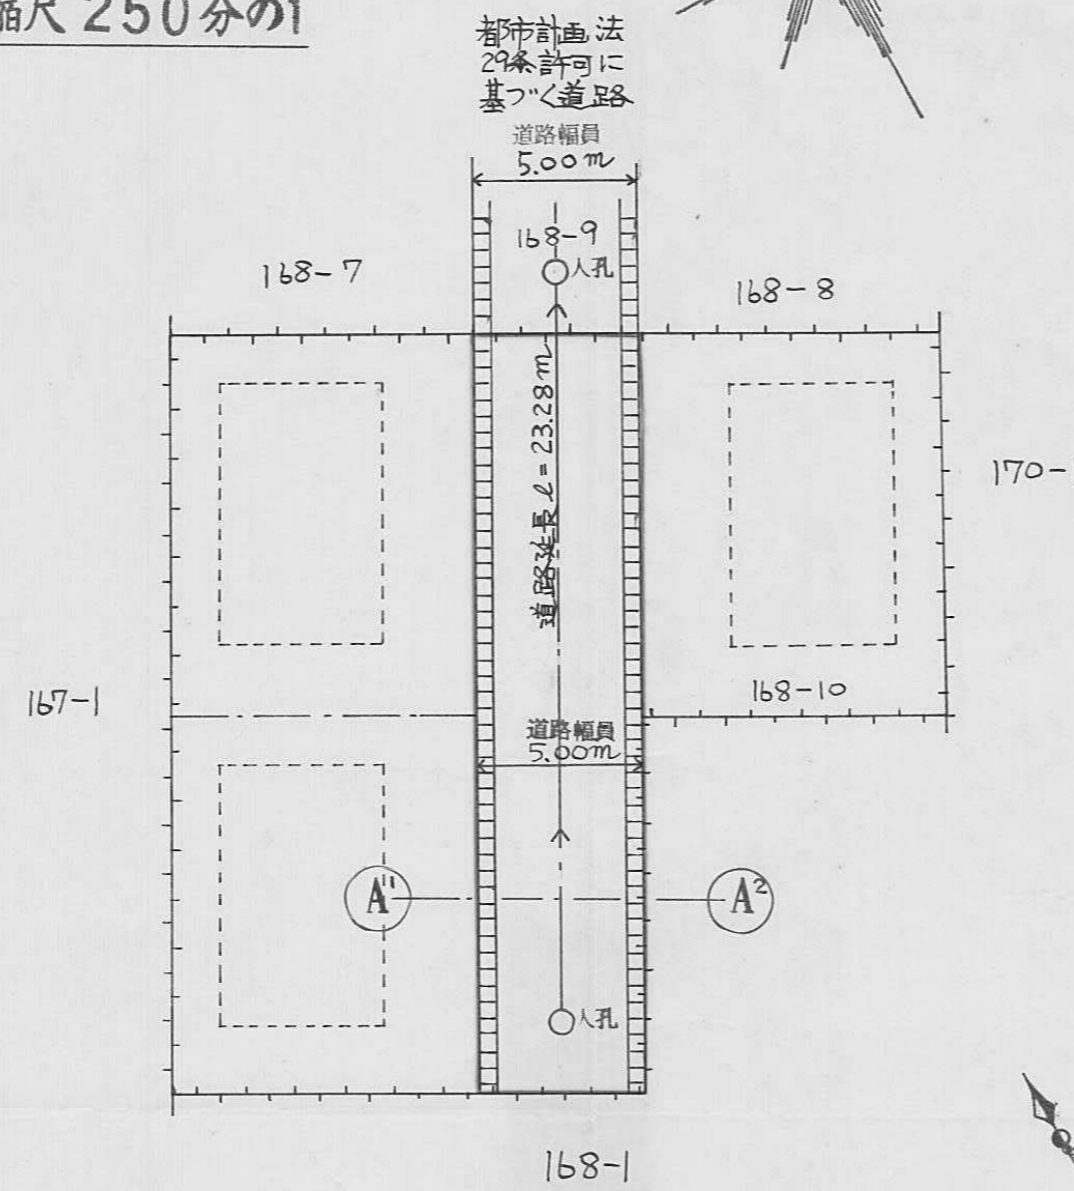 縮尺 250分の1
都市計画法
29条許可に
基づく道路
道路幅員
5.00m
168-9
人孔
168-7
168-8
道路延長 l=23.28m
170-
168-10
167-1
道路幅員
5.00m
A1
A2
人孔
168-1